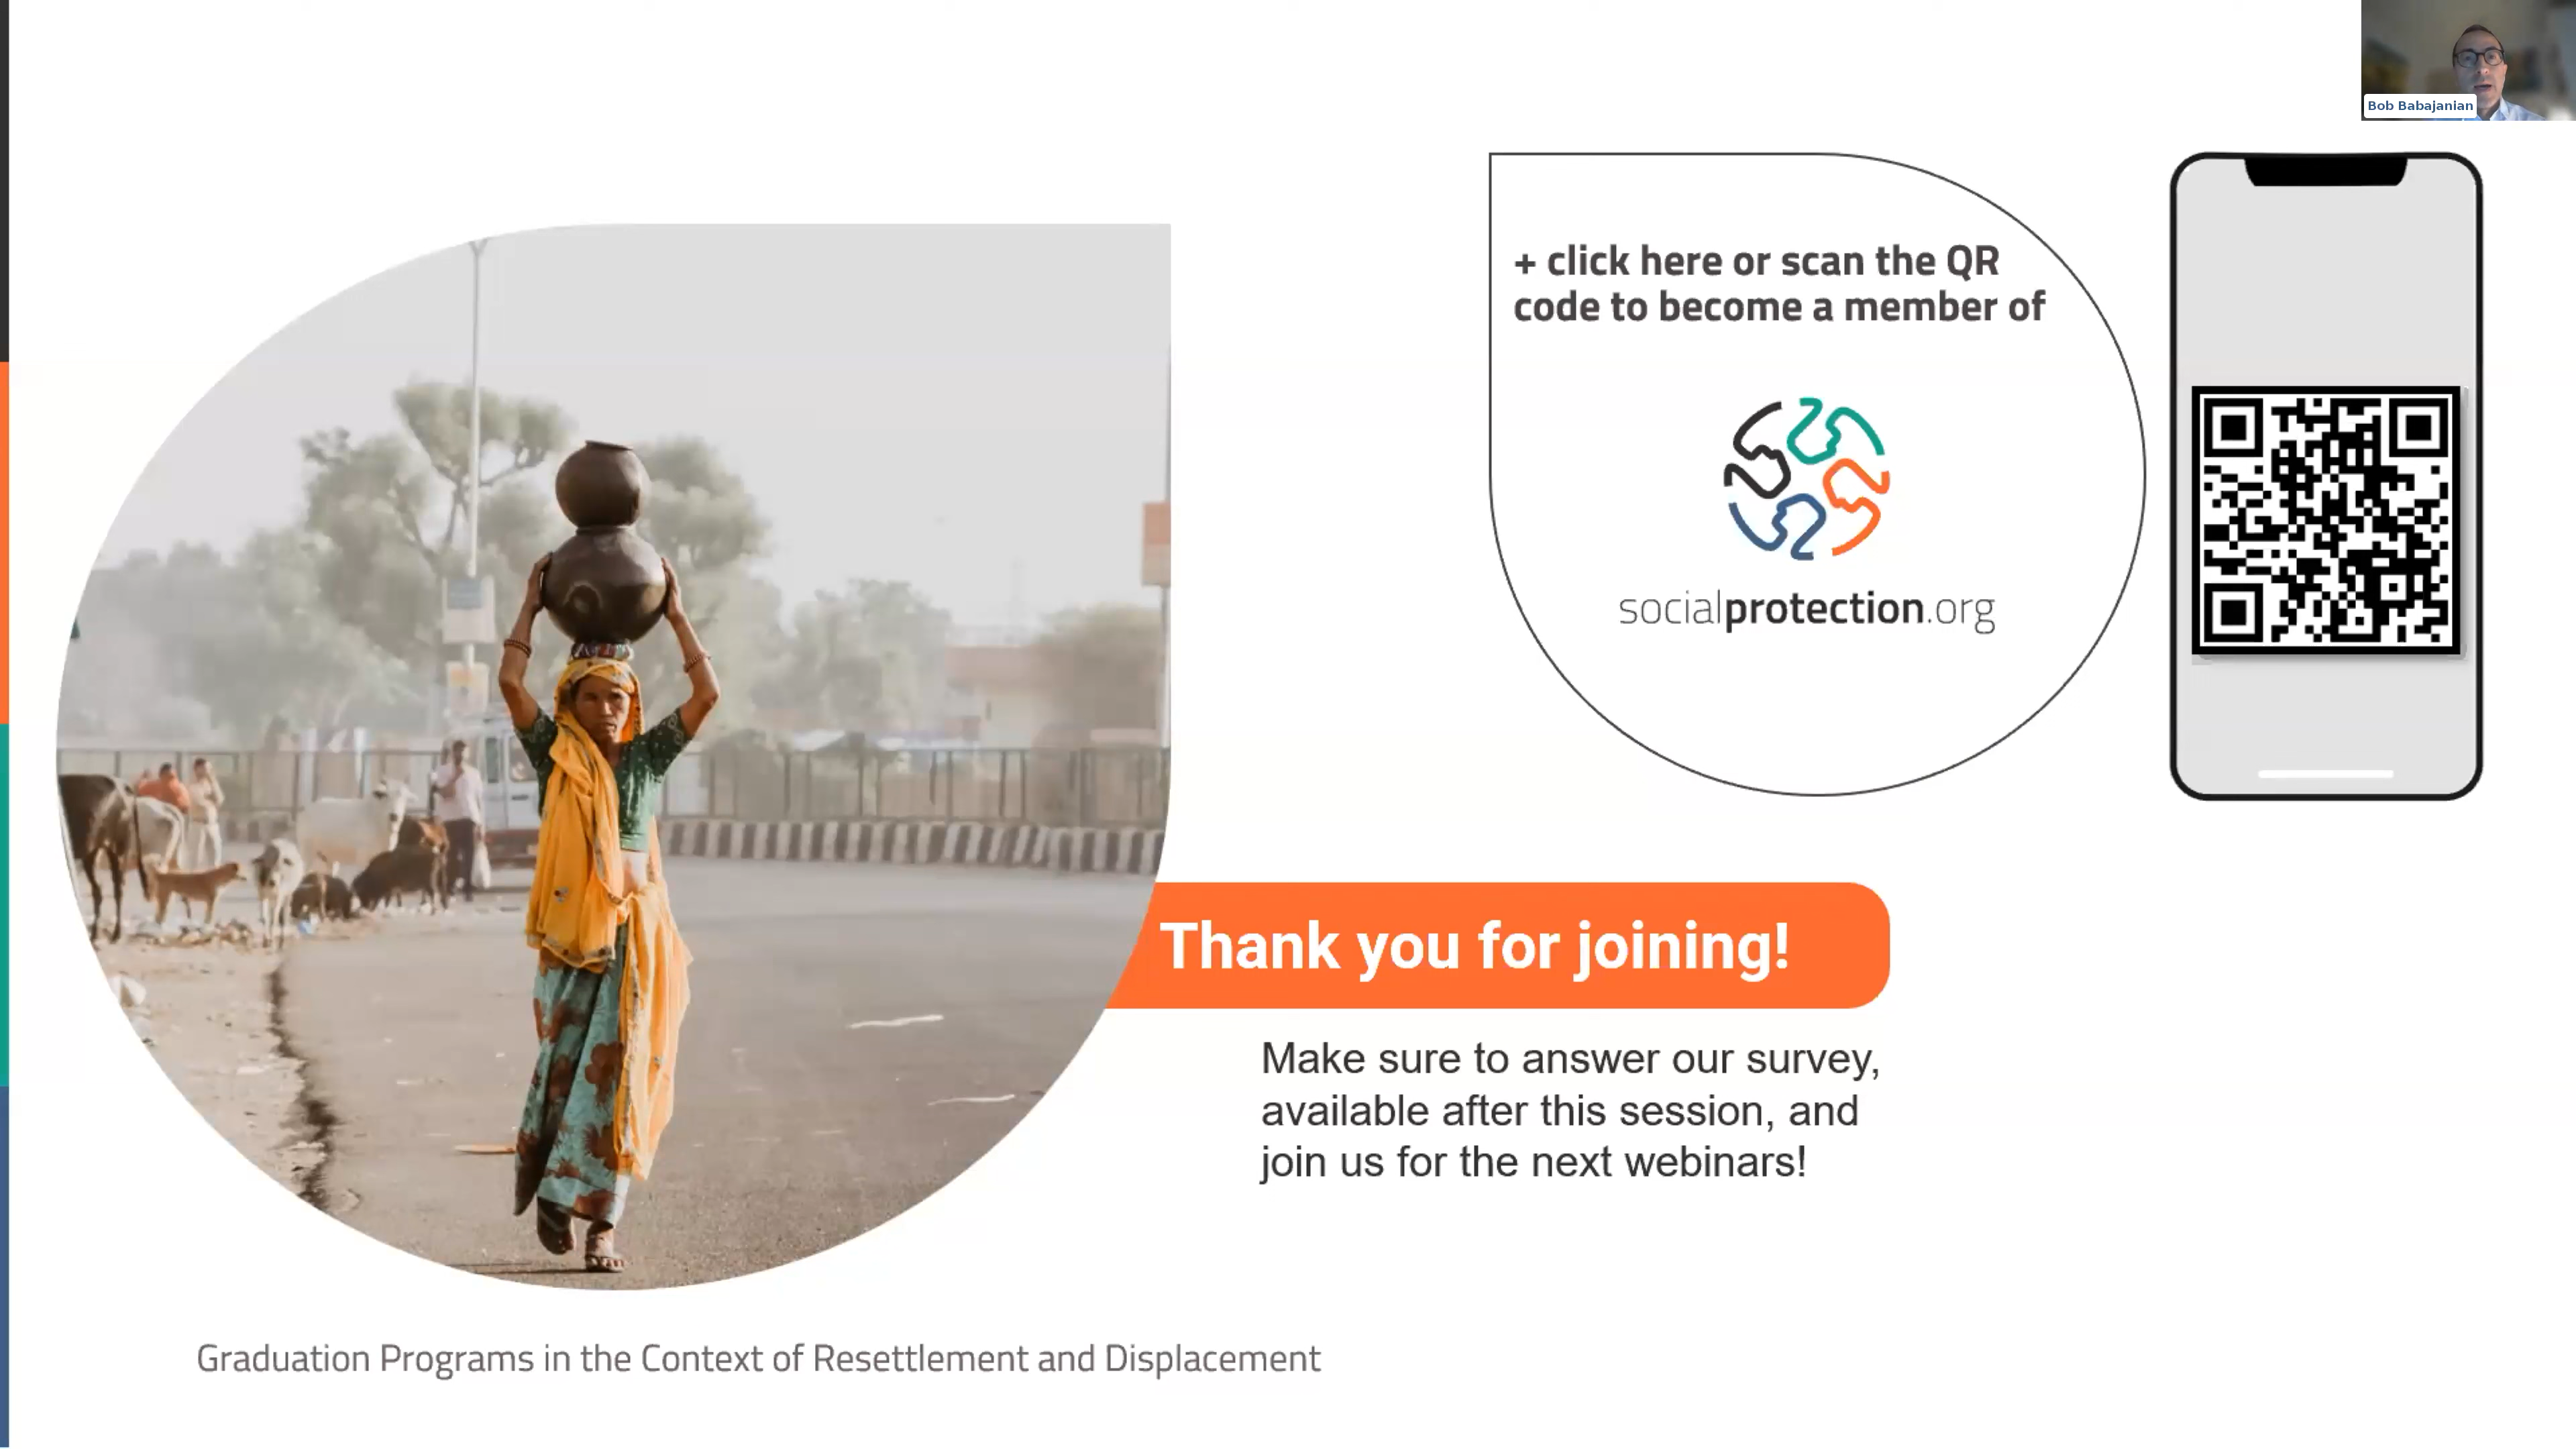 Bob Babajanian
+ click here or scan the QR
code to become a member of
socialprotection.org
Thank you for joining!
Make sure to answer our survey,
available after this session, and
join us for the next webinars!
Graduation Programs in the Context of Resettlement and Displacement